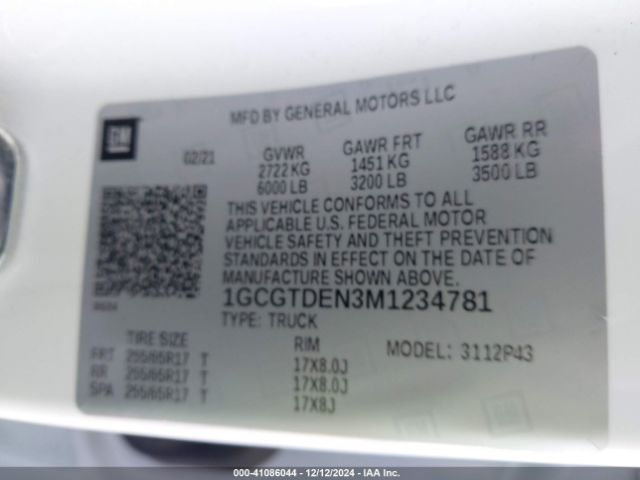 MFD BY GENERAL MOTORS LLC
GM
02/21
GVWR
2722 KG
6000 LB
GAWR FRT
1451 KG
3200 LB
GAWR RR
1588 KG
3500 LB
THIS VEHICLE CONFORMS TO ALL
APPLICABLE U.S. FEDERAL MOTOR
VEHICLE SAFETY AND THEFT PREVENTION
STANDARDS IN EFFECT ON THE DATE OF
MANUFACTURE SHOWN ABOVE.
1GCGTDEN3M1234781
TYPE: TRUCK
TIRE SIZE
RIM
MODEL: 3112P43
FRT 255/65R17 T 17X8.0J
RR 255/65R17 T 17X8.0J
SPA 255/65R17 T 17X8J
000-41086044 / 12/12/2024 - IAA Inc.